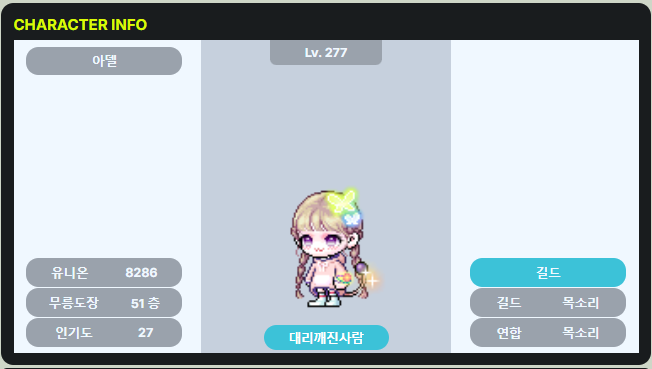 CHARACTER INFO
아델
Lv. 277
유니온 8286
무릉도장 51 층
인기도 27
대리깨진사람
길드
길드 목소리
연합 목소리